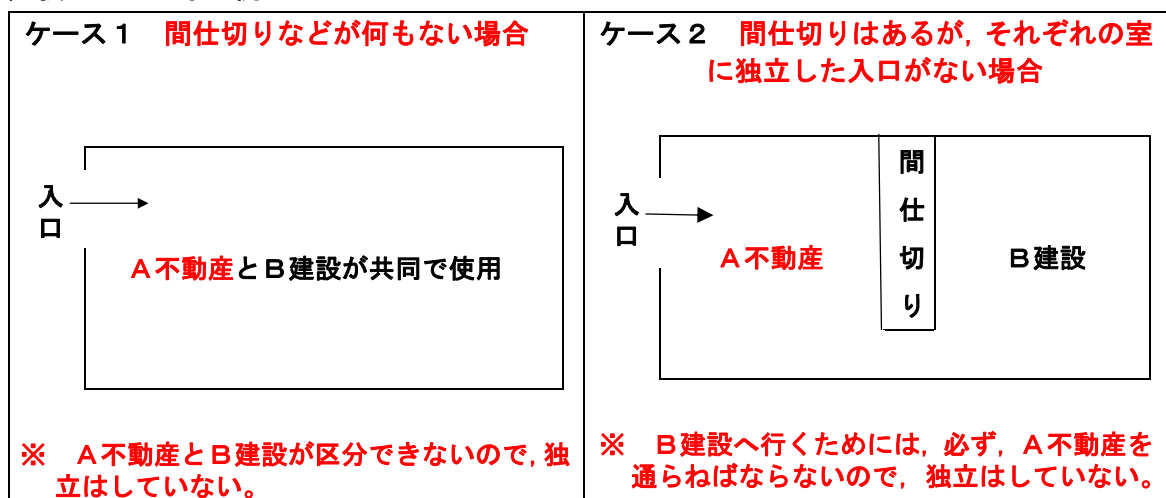 ケース１　間仕切りなどが何もない場合
入
口
Ａ不動産とＢ建設が共同で使用
※　Ａ不動産とＢ建設が区分できないので，独
立はしていない。
ケース２　間仕切りはあるが，それぞれの室
に独立した入口がない場合
入
口
Ａ不動産
間
仕
切
り
Ｂ建設
※　Ｂ建設へ行くためには，必ず，Ａ不動産を
通らねばならないので，独立はしていない。